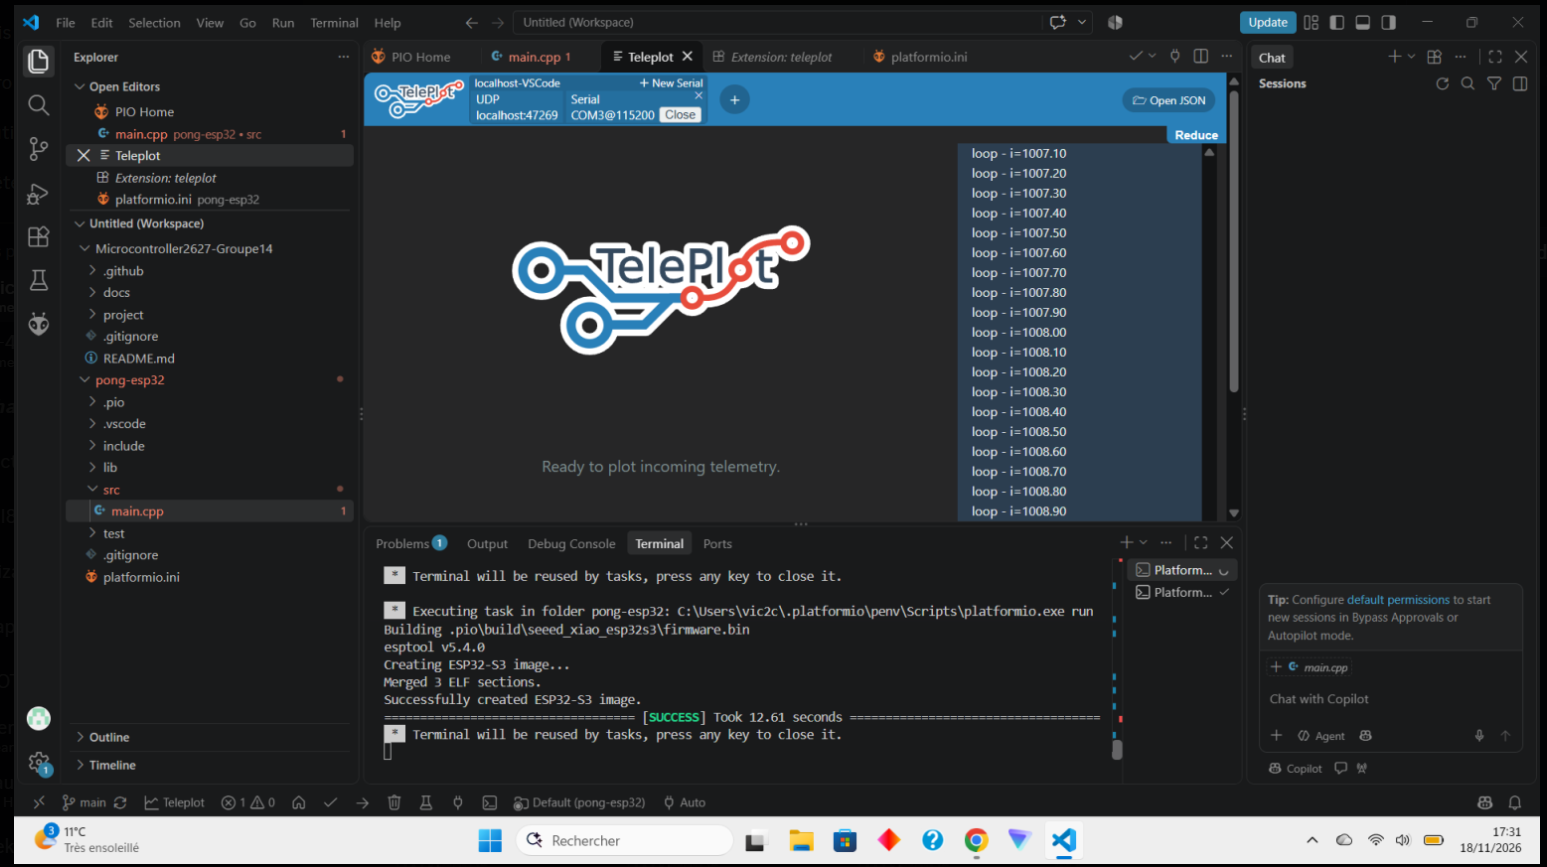 File Edit Selection View Go Run Terminal Help
Untitled (Workspace)
Update
Explorer
Open Editors
PIO Home
main.cpp pong-esp32 • src 1
Teleplot
Extension: teleplot
platformio.ini pong-esp32
Untitled (Workspace)
Microcontroller2627-Groupe14
.github
docs
project
.gitignore
README.md
pong-esp32
.pio
.vscode
include
lib
src
main.cpp 1
test
.gitignore
platformio.ini
Outline
Timeline
PIO Home
main.cpp 1
Teleplot
Extension: teleplot
platformio.ini
TelePlot
localhost-VSCode
+ New Serial
UDP
localhost:47269
Serial
COM3@115200 Close
+
Open JSON
Reduce
TelePlot
Ready to plot incoming telemetry.
loop - i=1007.10
loop - i=1007.20
loop - i=1007.30
loop - i=1007.40
loop - i=1007.50
loop - i=1007.60
loop - i=1007.70
loop - i=1007.80
loop - i=1007.90
loop - i=1008.00
loop - i=1008.10
loop - i=1008.20
loop - i=1008.30
loop - i=1008.40
loop - i=1008.50
loop - i=1008.60
loop - i=1008.70
loop - i=1008.80
loop - i=1008.90
Problems 1 Output Debug Console Terminal Ports
* Terminal will be reused by tasks, press any key to close it.
* Executing task in folder pong-esp32: C:\Users\vic2c\.platformio\penv\Scripts\platformio.exe run
Building .pio\build\seeed_xiao_esp32s3\firmware.bin
esptool v5.4.0
Creating ESP32-S3 image...
Merged 3 ELF sections.
Successfully created ESP32-S3 image.
=================================== [SUCCESS] Took 12.61 seconds ===================================
* Terminal will be reused by tasks, press any key to close it.
Platform...
Platform...
Chat
Sessions
Tip: Configure default permissions to start
new sessions in Bypass Approvals or
Autopilot mode.
main.cpp
Chat with Copilot
Agent
Copilot
main
Teleplot
1 0
Default (pong-esp32)
Auto
3
11°C
Très ensoleillé
Rechercher
17:31
18/11/2026